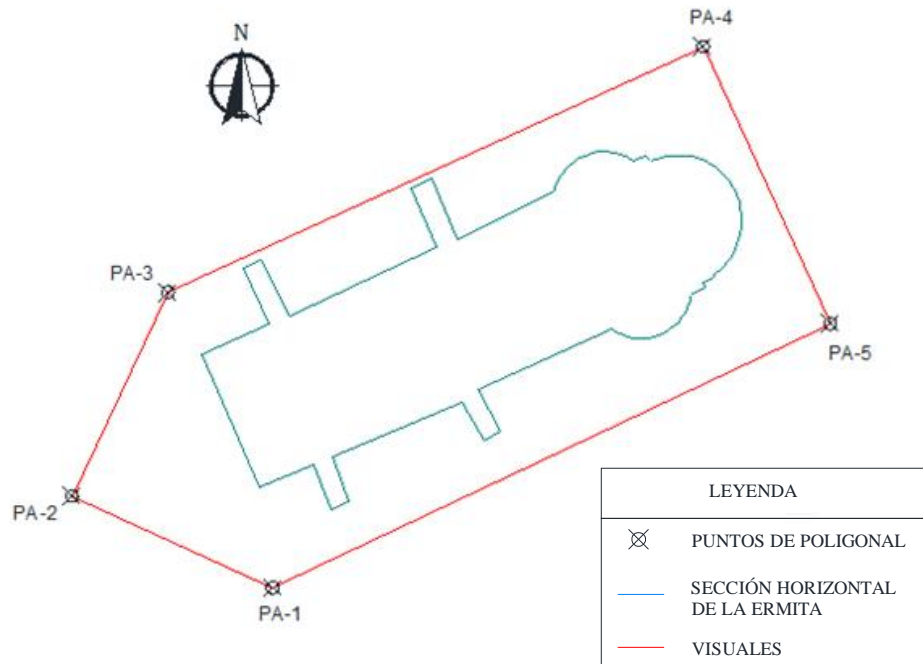 PA-4
N
PA-3
PA-5
PA-2
PA-1
LEYENDA
PUNTOS DE POLIGONAL
SECCIÓN HORIZONTAL
DE LA ERMITA
VISUALES